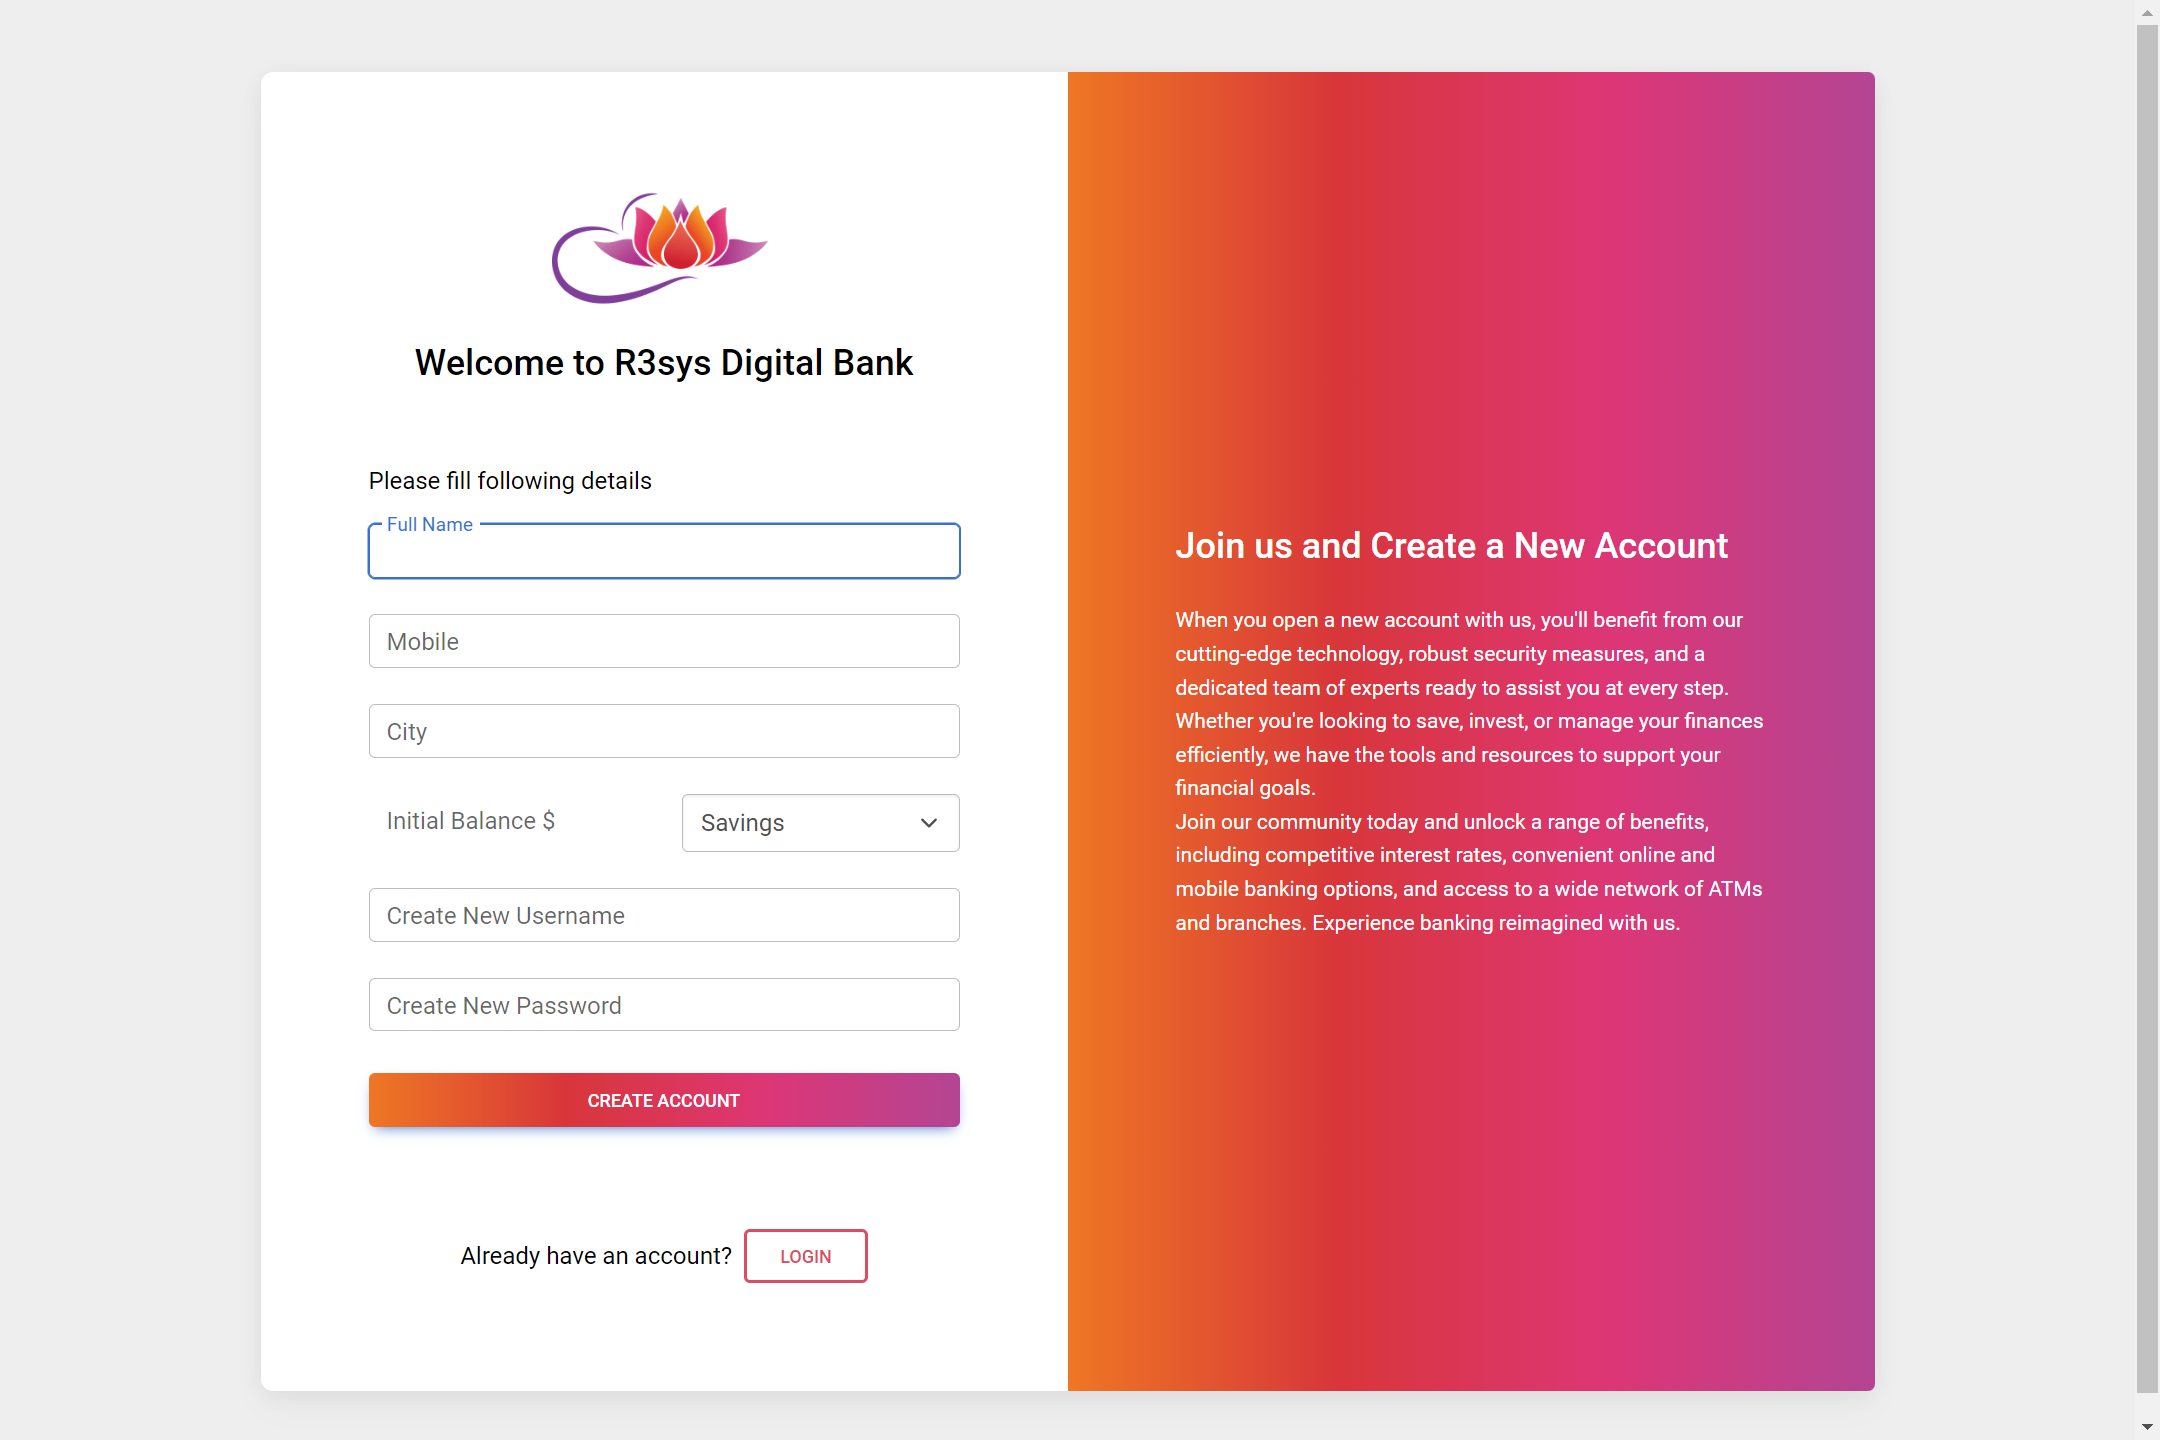 Welcome to R3sys Digital Bank
Please fill following details
Full Name
Mobile
City
Initial Balance $
Savings
Create New Username
Create New Password
CREATE ACCOUNT
Already have an account?
LOGIN
Join us and Create a New Account
When you open a new account with us, you'll benefit from our
cutting-edge technology, robust security measures, and a
dedicated team of experts ready to assist you at every step.
Whether you're looking to save, invest, or manage your finances
efficiently, we have the tools and resources to support your
financial goals.
Join our community today and unlock a range of benefits,
including competitive interest rates, convenient online and
mobile banking options, and access to a wide network of ATMs
and branches. Experience banking reimagined with us.